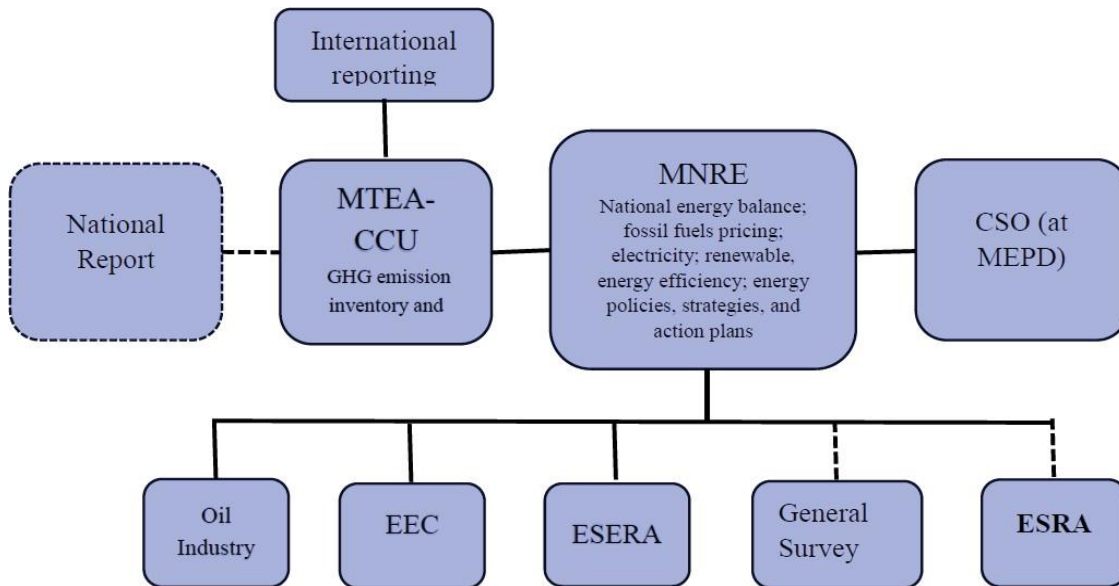 International
reporting
National
Report
MTEA-
CCU
GHG emission
inventory and
MNRE
National energy balance;
fossil fuels pricing;
electricity; renewable,
energy efficiency; energy
policies, strategies, and
action plans
CSO (at
MEPD)
Oil
Industry
EEC
ESERA
General
Survey
ESRA